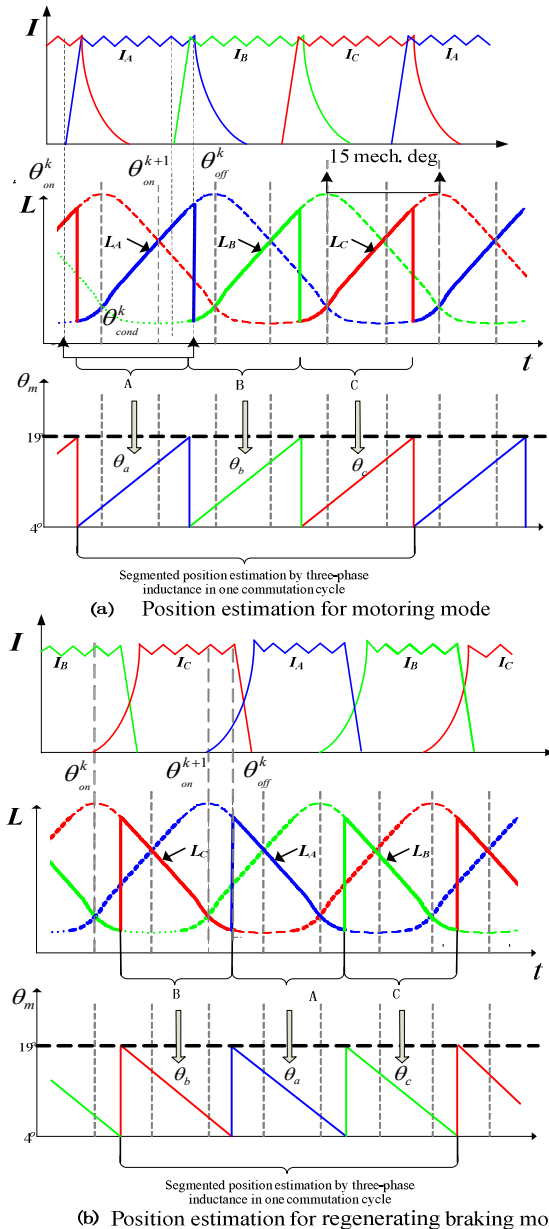 I
I_A I_B I_C I_A
θ_on^k θ_on^{k+1} θ_off^k
15 mech. deg
L
L_A L_B L_C
θ_cond^k
t
A B C
θ_m
19°
θ_a θ_b θ_c
4°
Segmented position estimation by three-phase
inductance in one commutation cycle
(a) Position estimation for motoring mode
I
I_B I_C I_A I_B I_C
θ_on^k θ_on^{k+1} θ_off^k
L
L_C L_A L_B
t
B A C
θ_m
19°
θ_b θ_a θ_c
4°
Segmented position estimation by three-phase
inductance in one commutation cycle
(b) Position estimation for regenerating braking mo